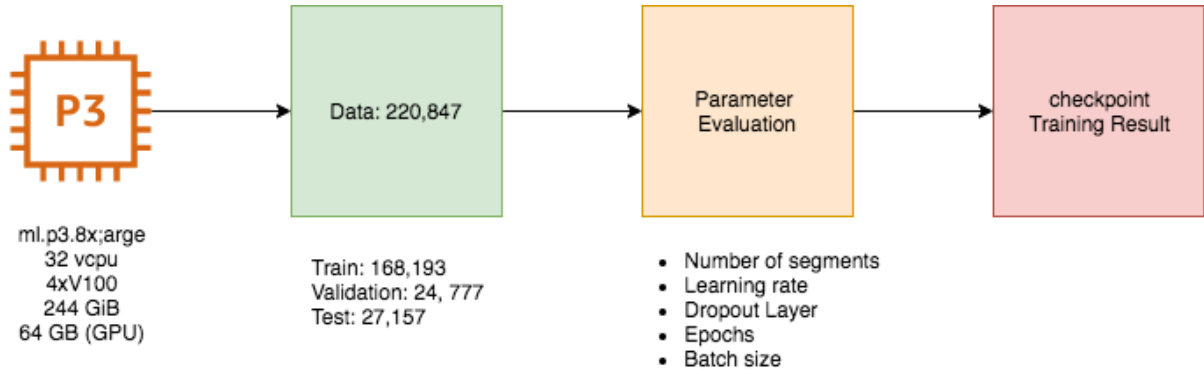 P3
Data: 220,847
Parameter
Evaluation
checkpoint
Training Result
ml.p3.8x;arge
32 vcpu
4xV100
244 GiB
64 GB (GPU)
Train: 168,193
Validation: 24, 777
Test: 27,157
• Number of segments
• Learning rate
• Dropout Layer
• Epochs
• Batch size